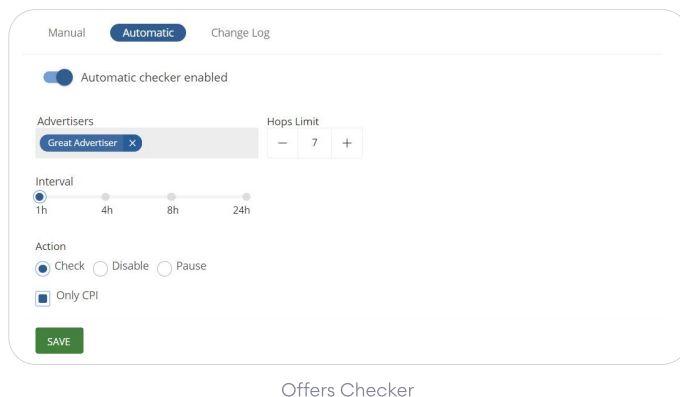 Manual Automatic Change Log
Automatic checker enabled
Advertisers Hops Limit
Great Advertiser X − 7 +
Interval
1h 4h 8h 24h
Action
Check Disable Pause
Only CPI
SAVE
Offers Checker